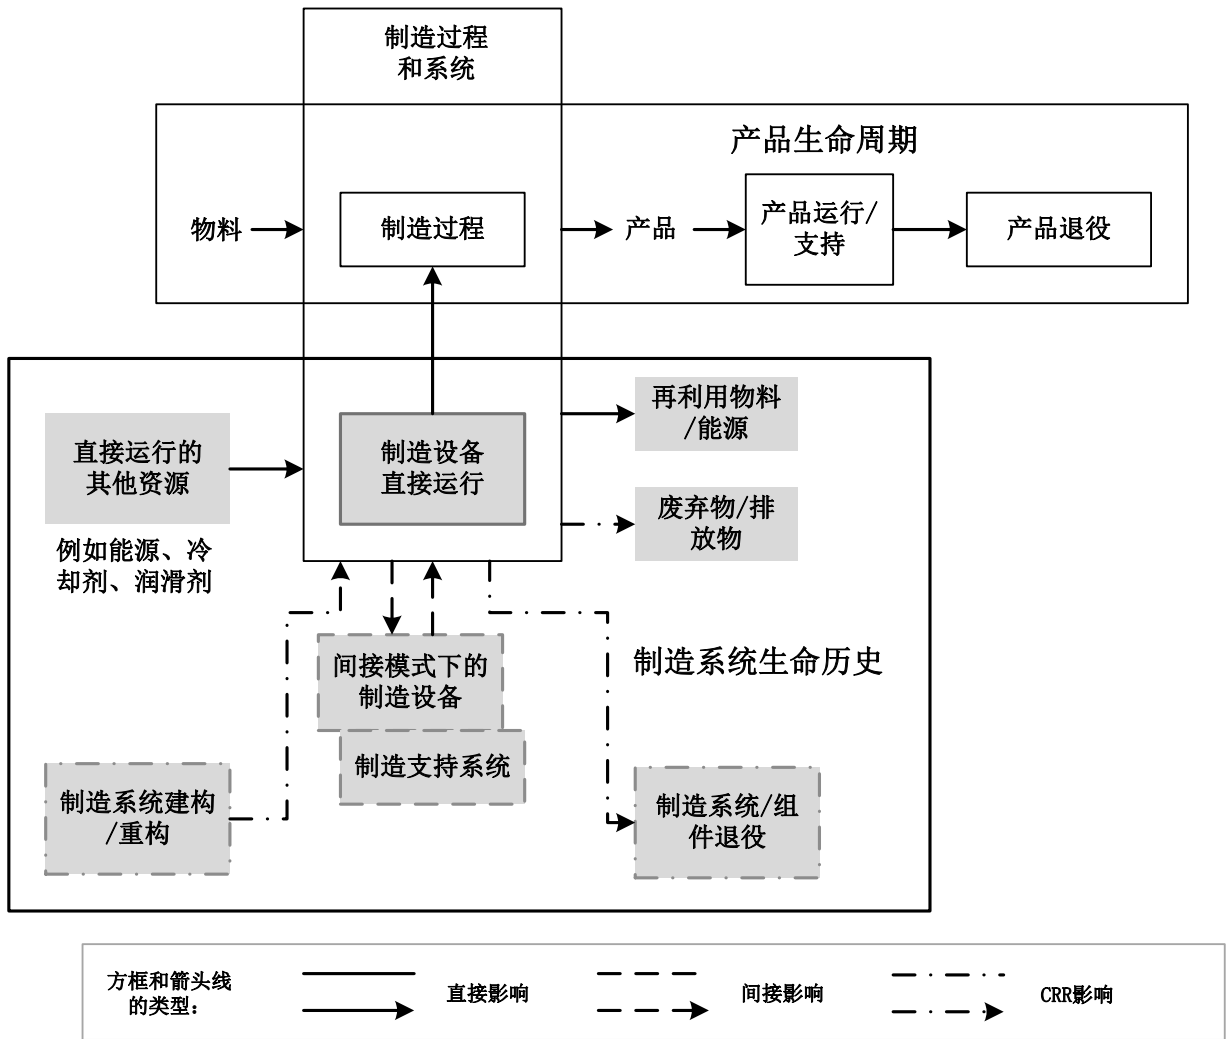 制造过程
和系统
产品生命周期
物料
制造过程
产品
产品运行/
支持
产品退役
直接运行的
其他资源
制造设备
直接运行
再利用物料
/能源
废弃物/排
放物
例如能源、冷
却剂、润滑剂
间接模式下的
制造设备
制造系统生命历史
制造支持系统
制造系统建构
/重构
制造系统/组
件退役
方框和箭头线
的类型：
直接影响
间接影响
CRR影响